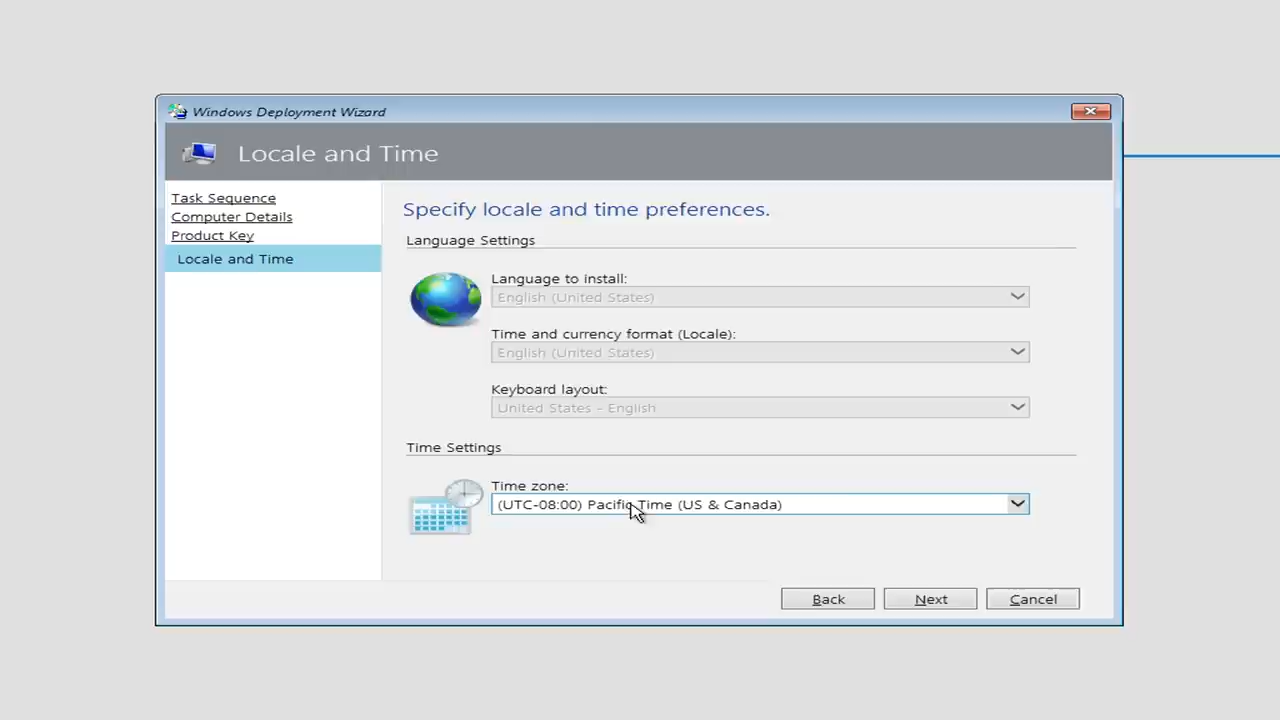 Windows Deployment Wizard
Locale and Time
Task Sequence
Computer Details
Product Key
Locale and Time
Specify locale and time preferences.
Language Settings
Language to install:
English (United States)
Time and currency format (Locale):
English (United States)
Keyboard layout:
United States - English
Time Settings
Time zone:
(UTC-08:00) Pacific Time (US & Canada)
Back
Next
Cancel